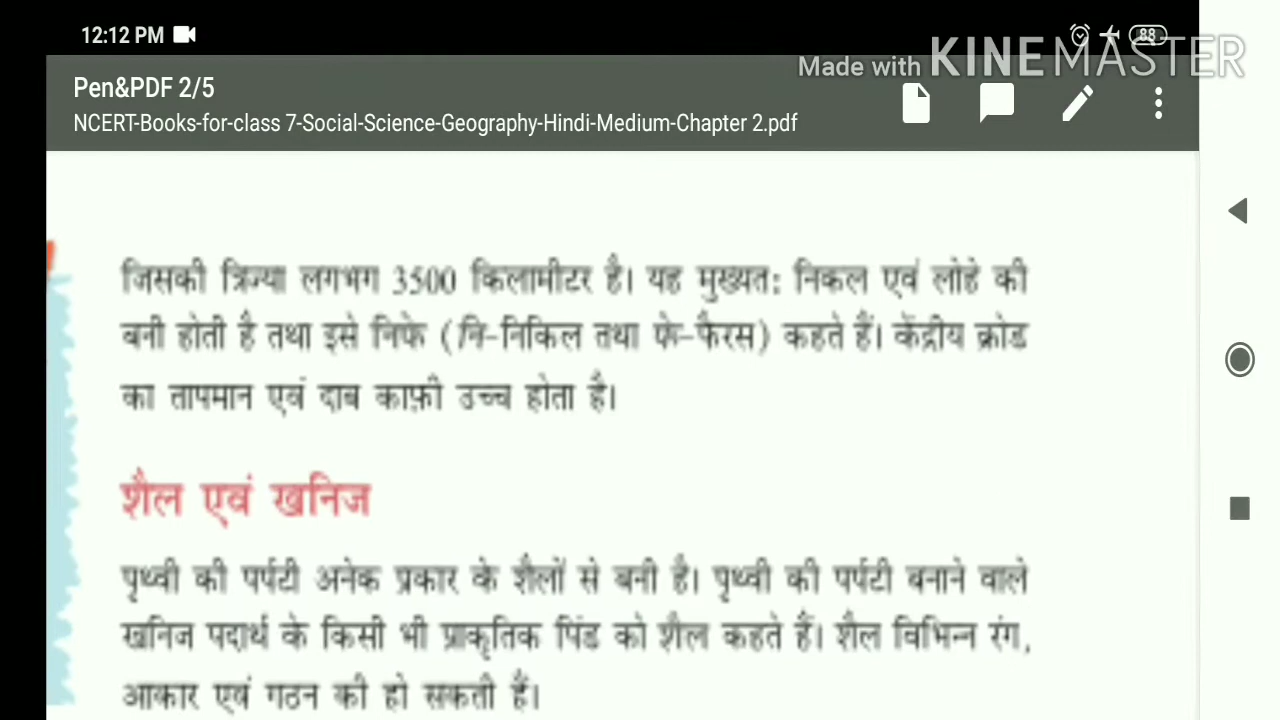 12:12 PM
88
Made with KINEMASTER
Pen&PDF 2/5
NCERT-Books-for-class 7-Social-Science-Geography-Hindi-Medium-Chapter 2.pdf
जिसकी त्रिज्या लगभग 3500 किलामीटर है। यह मुख्यत: निकल एवं लोहे की
बनी होती है तथा इसे निफे (नि-निकिल तथा फे-फैरस) कहते हैं। केंद्रीय क्रोड
का तापमान एवं दाब काफ़ी उच्च होता है।
शैल एवं खनिज
पृथ्वी की पर्पटी अनेक प्रकार के शैलों से बनी है। पृथ्वी की पर्पटी बनाने वाले
खनिज पदार्थ के किसी भी प्राकृतिक पिंड को शैल कहते हैं। शैल विभिन्न रंग,
आकार एवं गठन की हो सकती हैं।